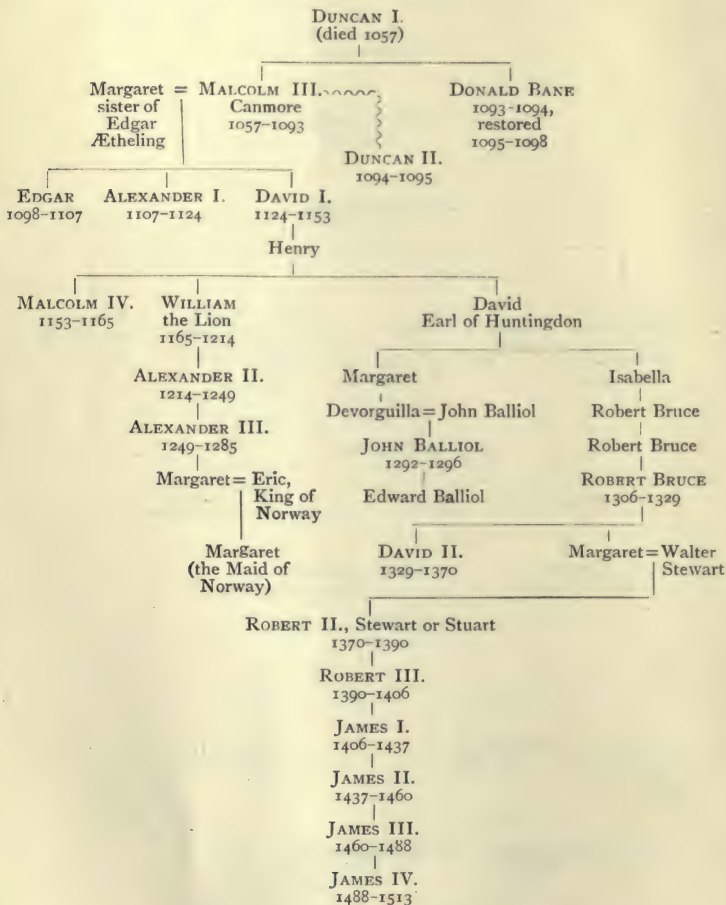 DUNCAN I.
(died 1057)
Margaret = MALCOLM III.
sister of Canmore
Edgar 1057–1093
Ætheling
DONALD BANE
1093–1094,
restored
1095–1098
DUNCAN II.
1094–1095
EDGAR
1098–1107
ALEXANDER I.
1107–1124
DAVID I.
1124–1153
Henry
MALCOLM IV.
1153–1165
WILLIAM
the Lion
1165–1214
David
Earl of Huntingdon
ALEXANDER II.
1214–1249
Margaret
Isabella
Devorguilla=John Balliol
Robert Bruce
ALEXANDER III.
1249–1285
JOHN BALLIOL
1292–1296
Robert Bruce
Margaret= Eric,
King of
Norway
Edward Balliol
ROBERT BRUCE
1306–1329
Margaret
(the Maid of
Norway)
DAVID II.
1329–1370
Margaret=Walter
Stewart
ROBERT II., Stewart or Stuart
1370–1390
ROBERT III.
1390–1406
JAMES I.
1406–1437
JAMES II.
1437–1460
JAMES III.
1460–1488
JAMES IV.
1488–1513